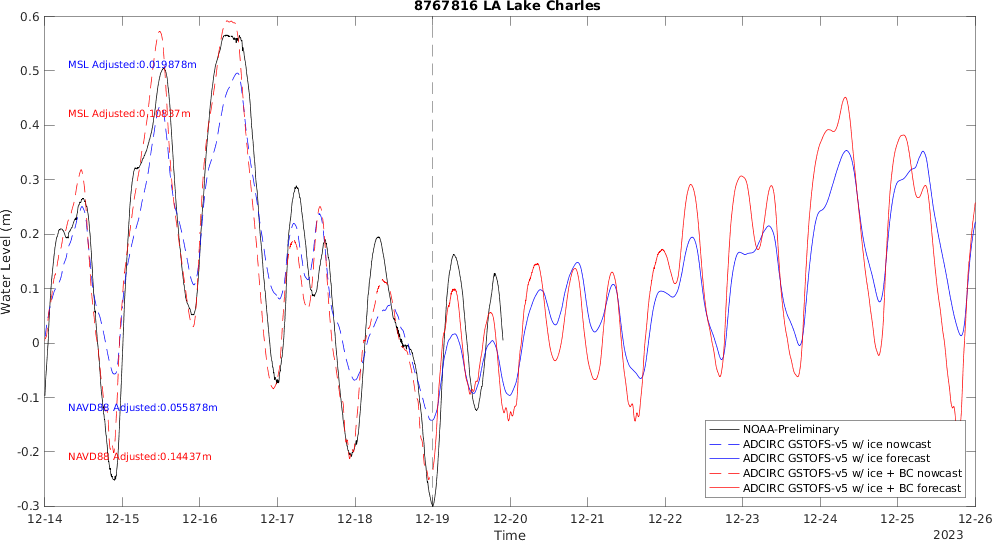 8767816 LA Lake Charles
0.6
0.5
0.4
0.3
0.2
0.1
0
-0.1
-0.2
-0.3
Water Level (m)
MSL Adjusted:0.019878m
MSL Adjusted:0.10837m
NAVD88 Adjusted:0.055878m
NAVD88 Adjusted:0.14437m
NOAA-Preliminary
ADCIRC GSTOFS-v5 w/ ice nowcast
ADCIRC GSTOFS-v5 w/ ice forecast
ADCIRC GSTOFS-v5 w/ ice + BC nowcast
ADCIRC GSTOFS-v5 w/ ice + BC forecast
12-14 12-15 12-16 12-17 12-18 12-19 12-20 12-21 12-22 12-23 12-24 12-25 12-26
Time
2023